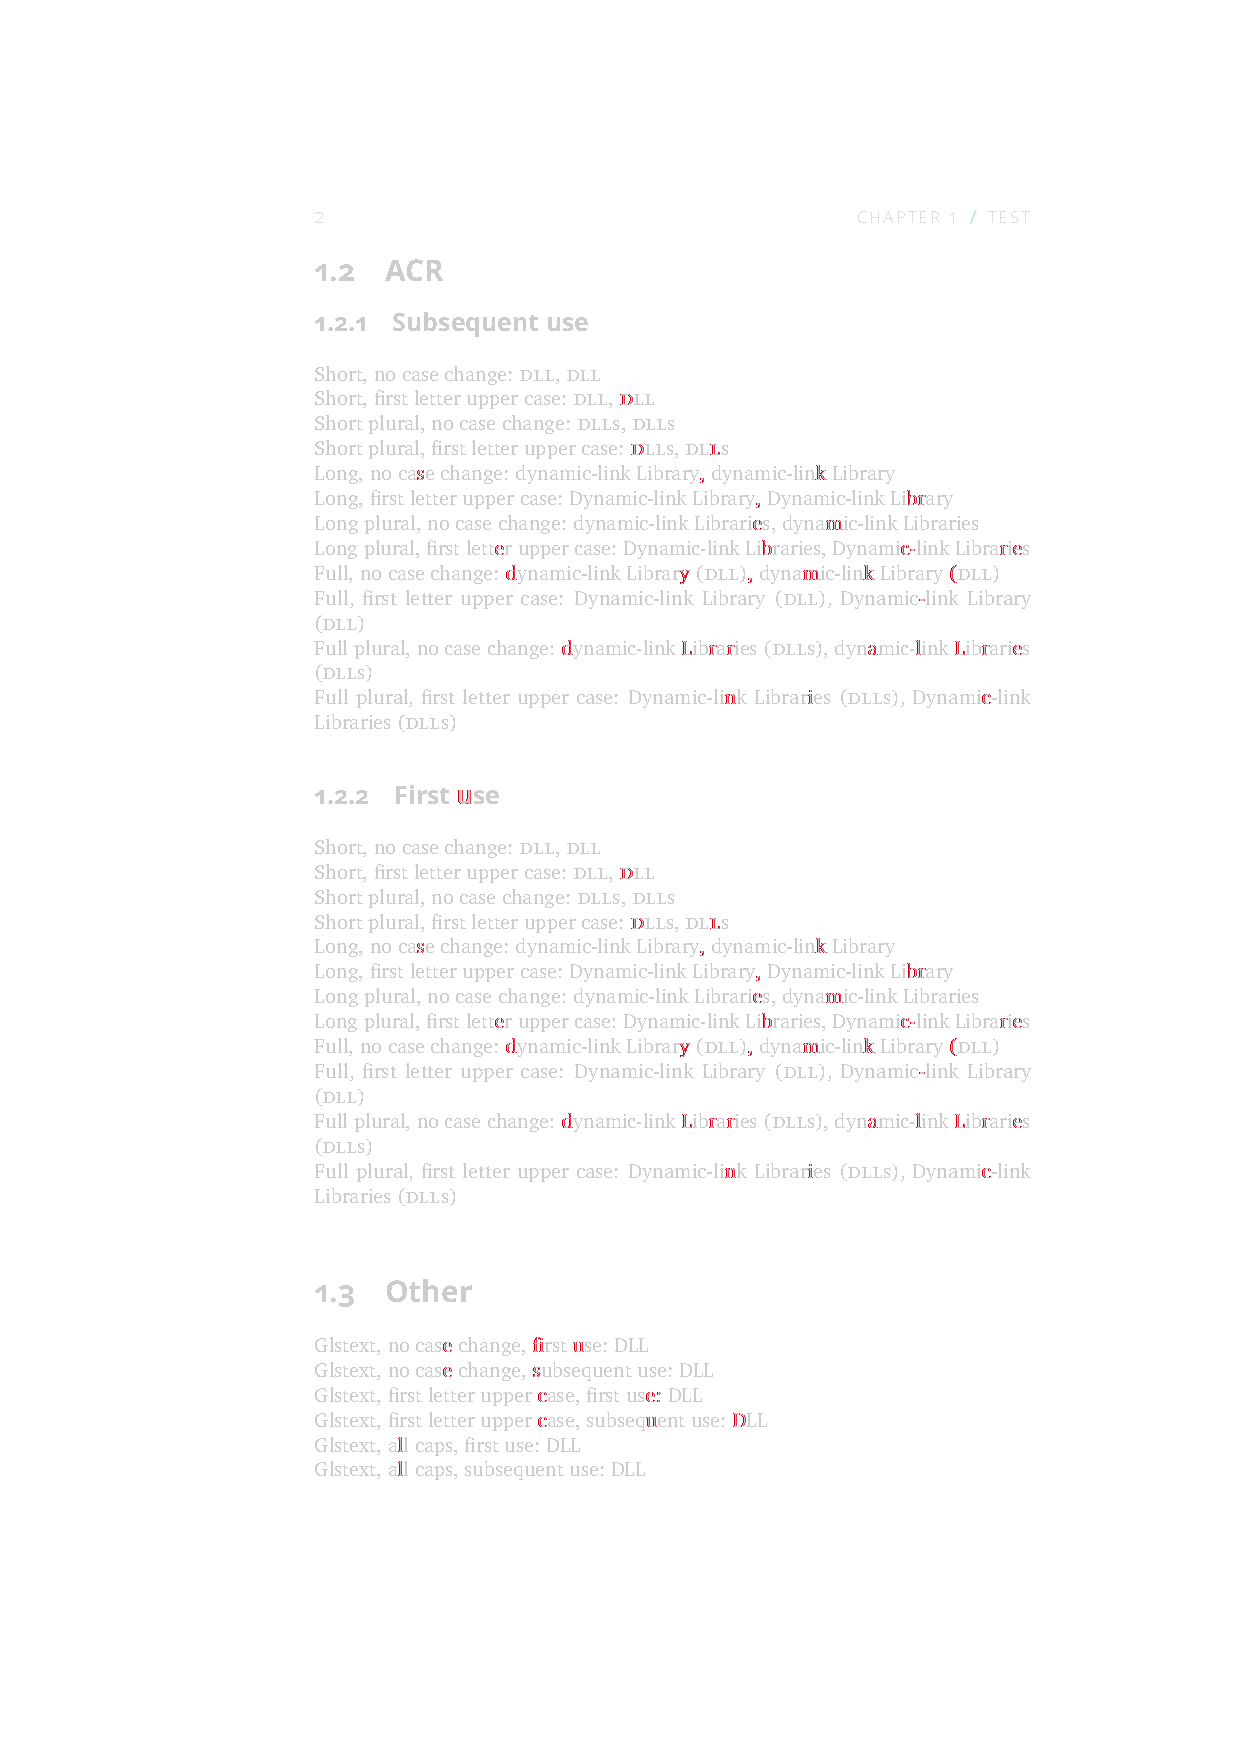 2 CHAPTER 1 / TEST
1.2 ACR
1.2.1 Subsequent use
Short, no case change: DLL, DLL
Short, first letter upper case: DLL, DLL
Short plural, no case change: DLLs, DLLs
Short plural, first letter upper case: DLLs, DLLs
Long, no case change: dynamic-link Library, dynamic-link Library
Long, first letter upper case: Dynamic-link Library, Dynamic-link Library
Long plural, no case change: dynamic-link Libraries, dynamic-link Libraries
Long plural, first letter upper case: Dynamic-link Libraries, Dynamic-link Libraries
Full, no case change: dynamic-link Library (DLL), dynamic-link Library (DLL)
Full, first letter upper case: Dynamic-link Library (DLL), Dynamic-link Library
(DLL)
Full plural, no case change: dynamic-link Libraries (DLLs), dynamic-link Libraries
(DLLs)
Full plural, first letter upper case: Dynamic-link Libraries (DLLs), Dynamic-link
Libraries (DLLs)
1.2.2 First use
Short, no case change: DLL, DLL
Short, first letter upper case: DLL, DLL
Short plural, no case change: DLLs, DLLs
Short plural, first letter upper case: DLLs, DLLs
Long, no case change: dynamic-link Library, dynamic-link Library
Long, first letter upper case: Dynamic-link Library, Dynamic-link Library
Long plural, no case change: dynamic-link Libraries, dynamic-link Libraries
Long plural, first letter upper case: Dynamic-link Libraries, Dynamic-link Libraries
Full, no case change: dynamic-link Library (DLL), dynamic-link Library (DLL)
Full, first letter upper case: Dynamic-link Library (DLL), Dynamic-link Library
(DLL)
Full plural, no case change: dynamic-link Libraries (DLLs), dynamic-link Libraries
(DLLs)
Full plural, first letter upper case: Dynamic-link Libraries (DLLs), Dynamic-link
Libraries (DLLs)
1.3 Other
Glstext, no case change, first use: DLL
Glstext, no case change, subsequent use: DLL
Glstext, first letter upper case, first use: DLL
Glstext, first letter upper case, subsequent use: DLL
Glstext, all caps, first use: DLL
Glstext, all caps, subsequent use: DLL